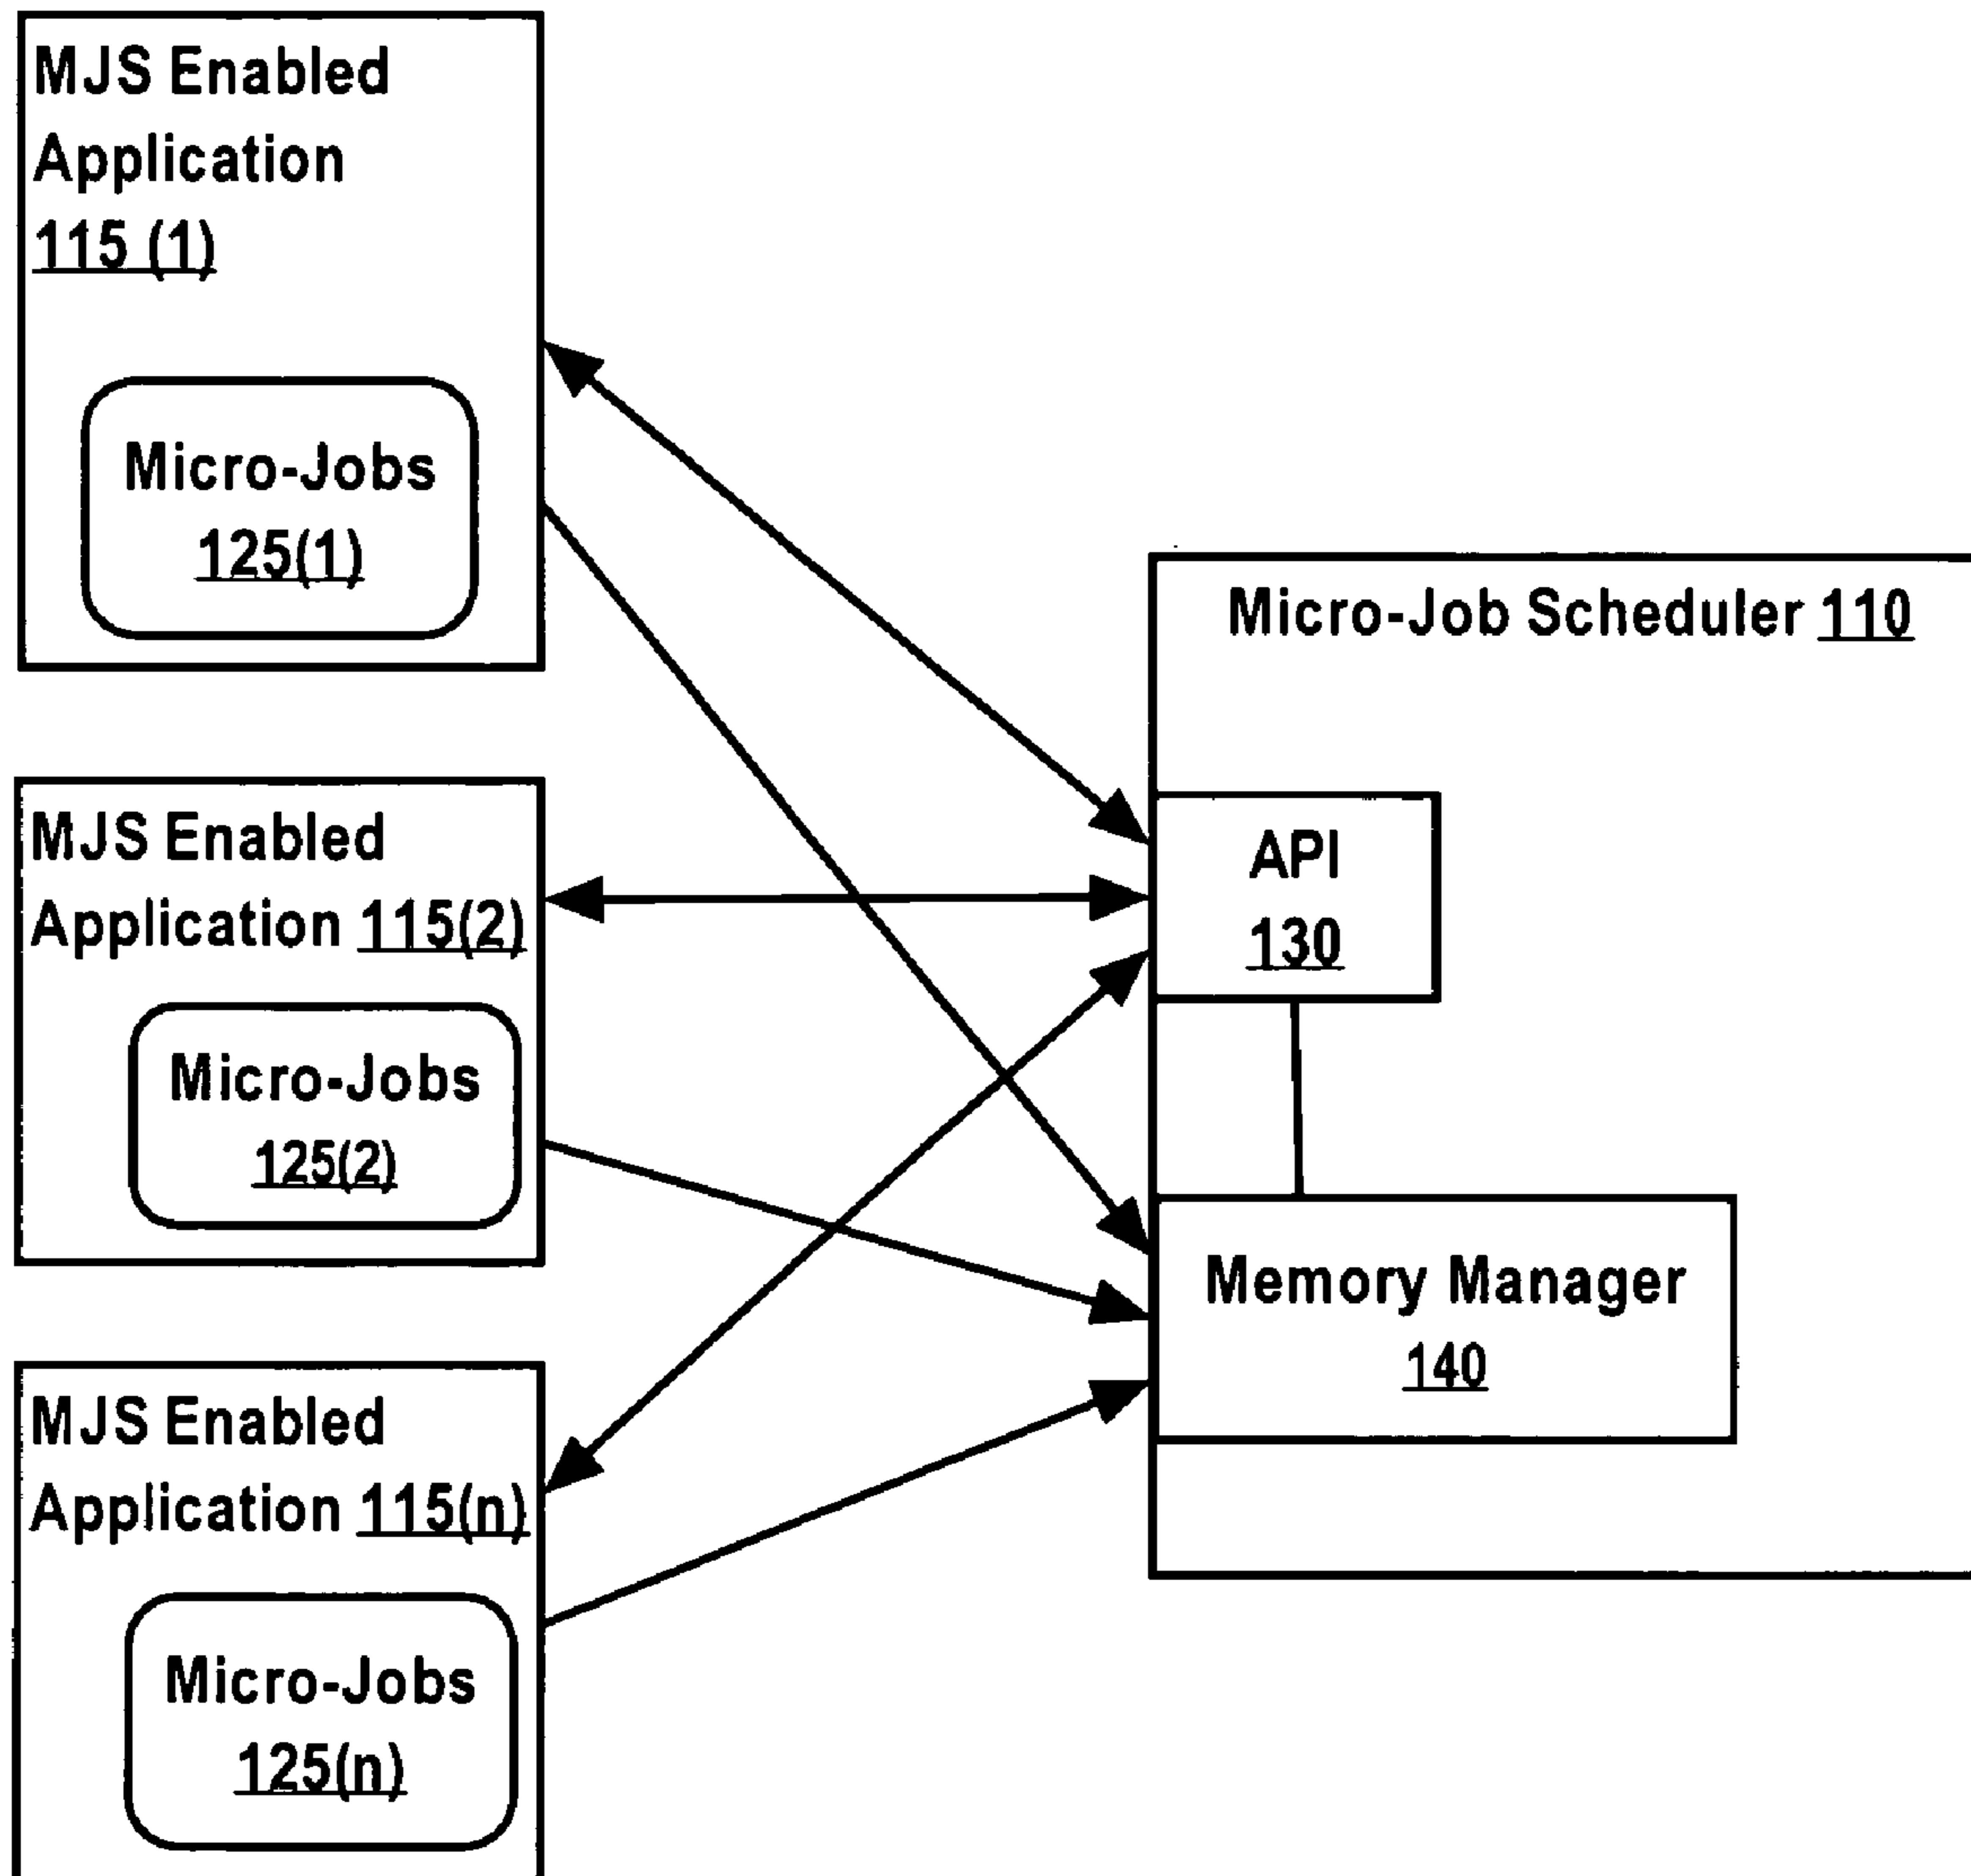 MJS Enabled
Application
115 (1)
Micro-Jobs
125(1)
MJS Enabled
Application 115(2)
Micro-Jobs
125(2)
MJS Enabled
Application 115(n)
Micro-Jobs
125(n)
Micro-Job Scheduler 110
API
130
Memory Manager
140